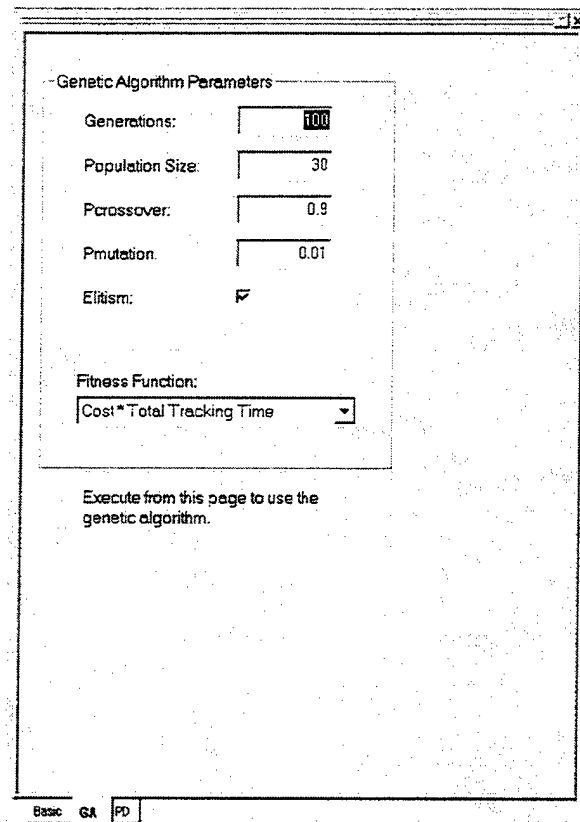 Genetic Algorithm Parameters
Generations: 100
Population Size: 30
Pcrossover: 0.9
Pmutation. 0.01
Elitism:
Fitness Function:
Cost * Total Tracking Time
Execute from this page to use the
genetic algorithm.
Basic GA PD